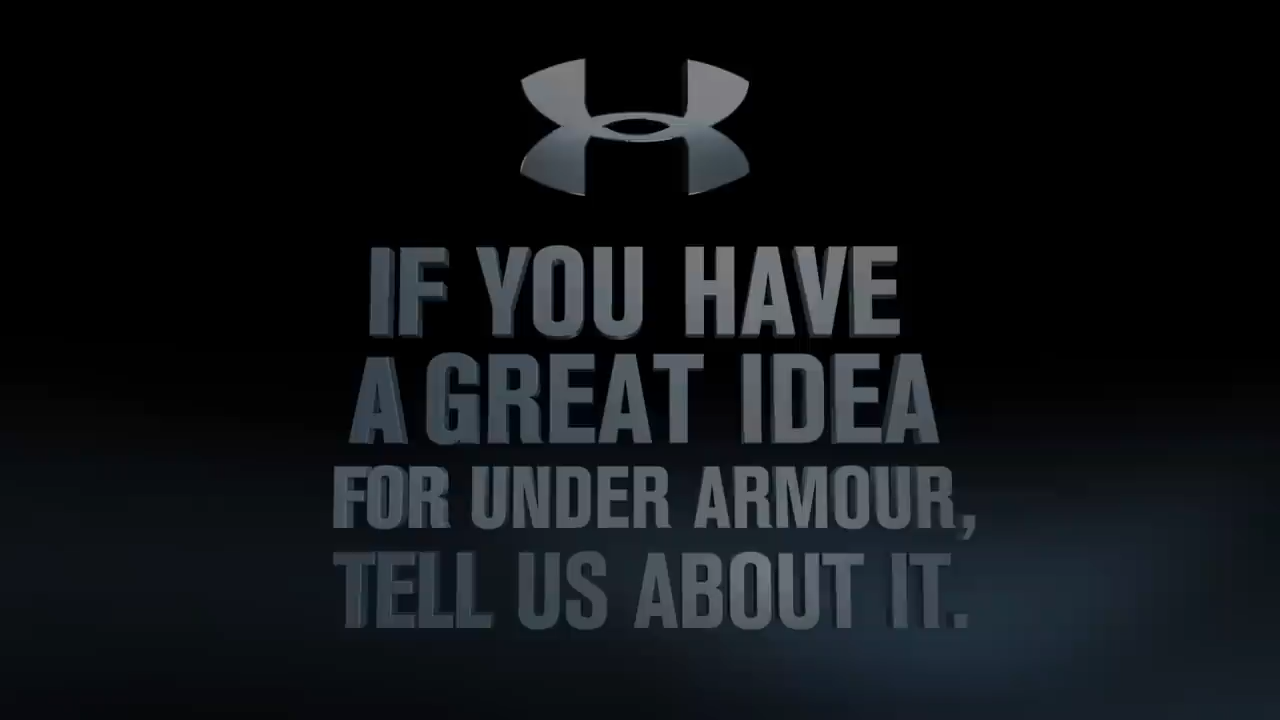 IF YOU HAVE
A GREAT IDEA
FOR UNDER ARMOUR,
TELL US ABOUT IT.